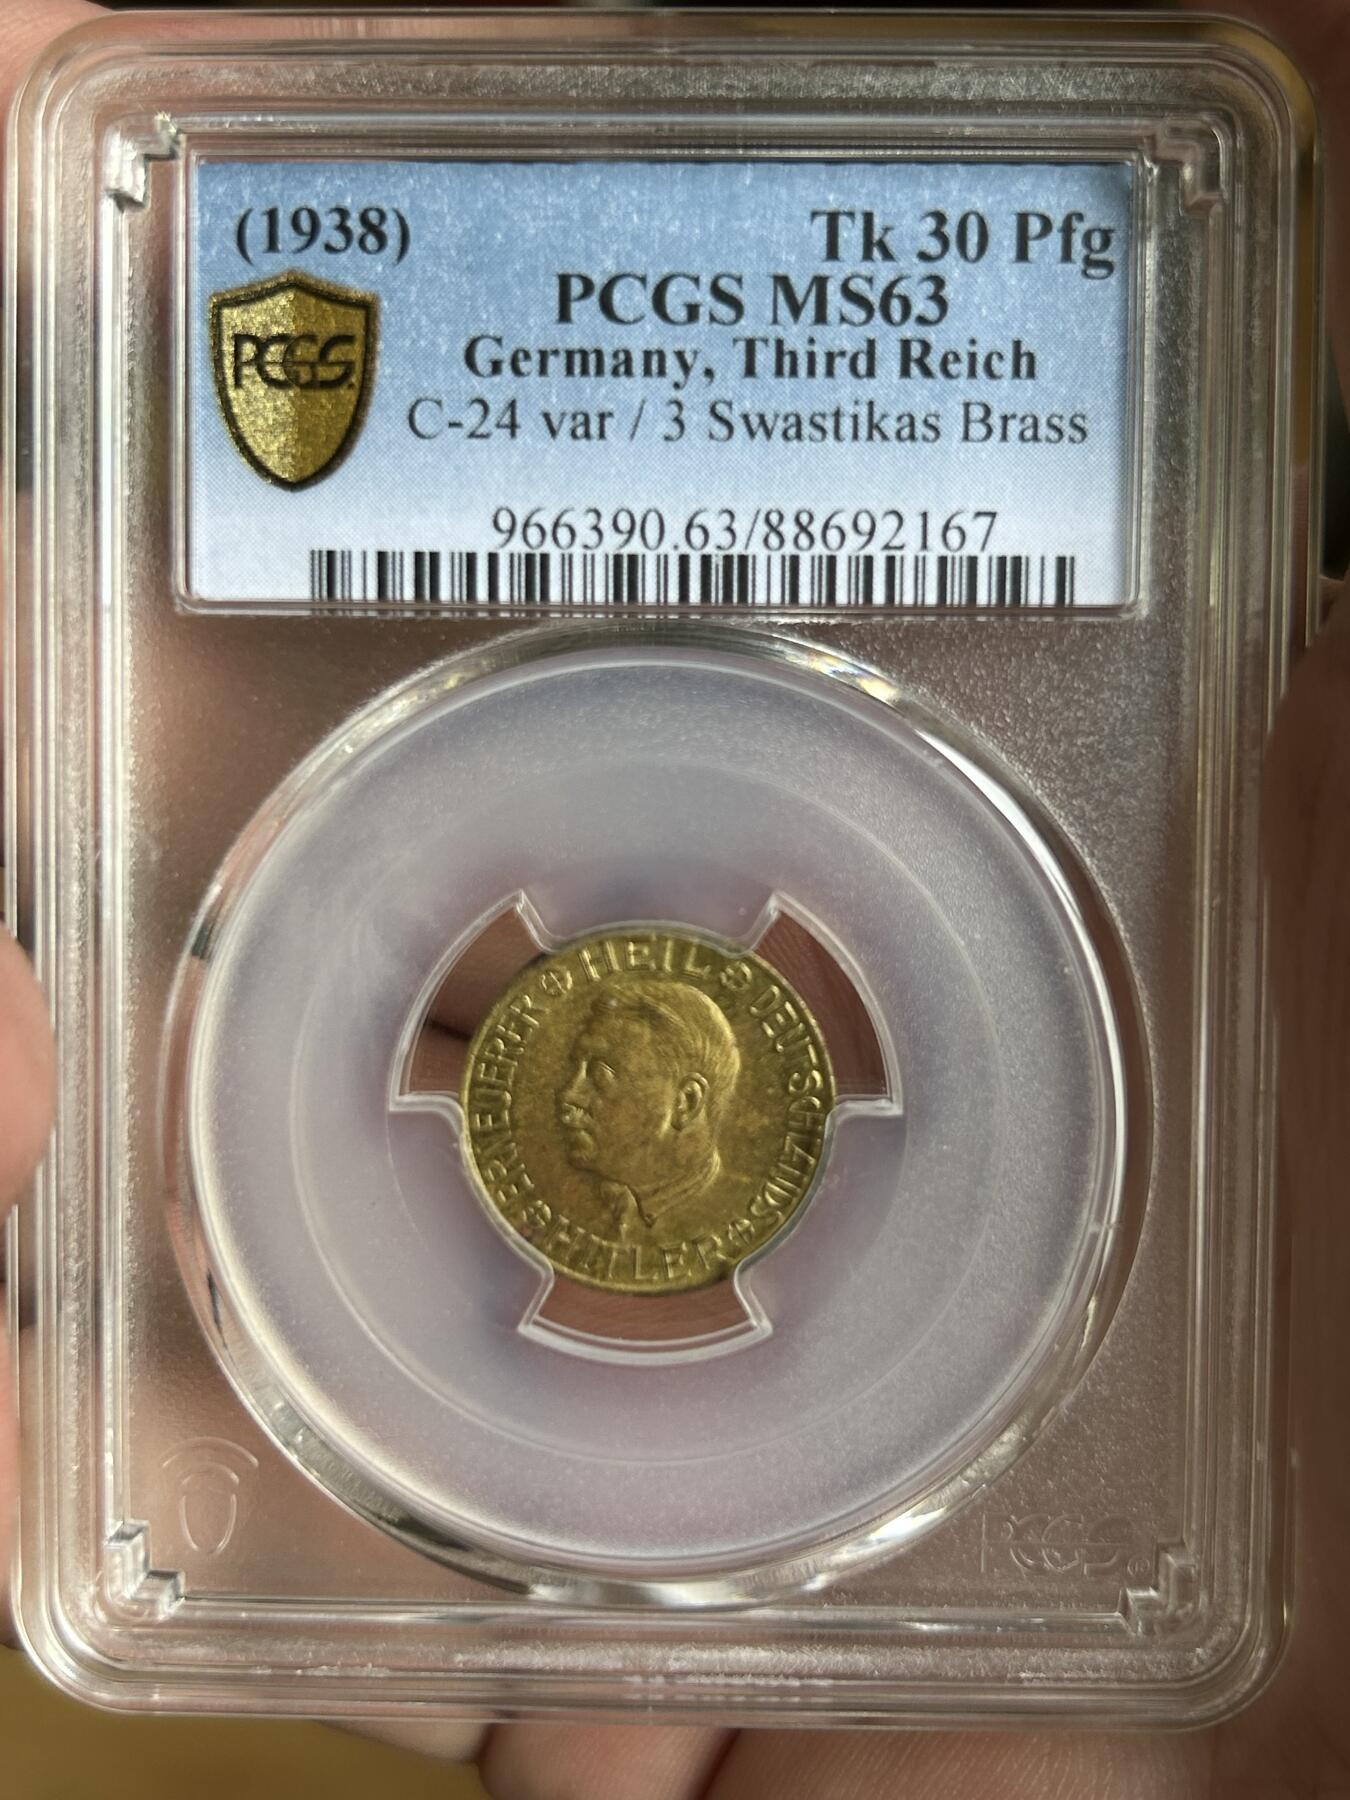 (1938) Tk 30 Pfg
PCGS PCGS MS63
Germany, Third Reich
C-24 var / 3 Swastikas Brass
966390.63/88692167
HEIL DEUTSCHLANDS ERNEUERER HITLER
PCGS